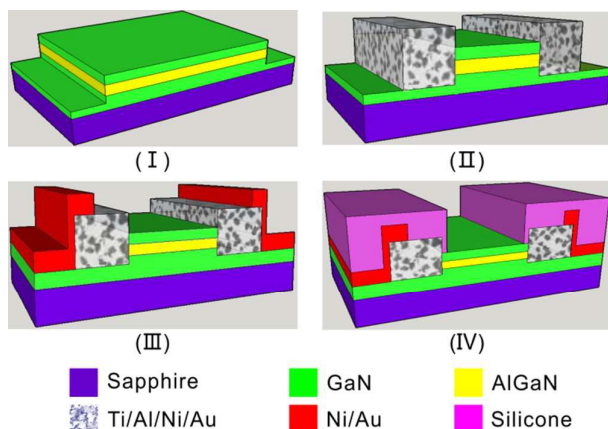 (Ⅰ)
(Ⅱ)
(Ⅲ)
(Ⅳ)
Sapphire
GaN
AlGaN
Ti/Al/Ni/Au
Ni/Au
Silicone